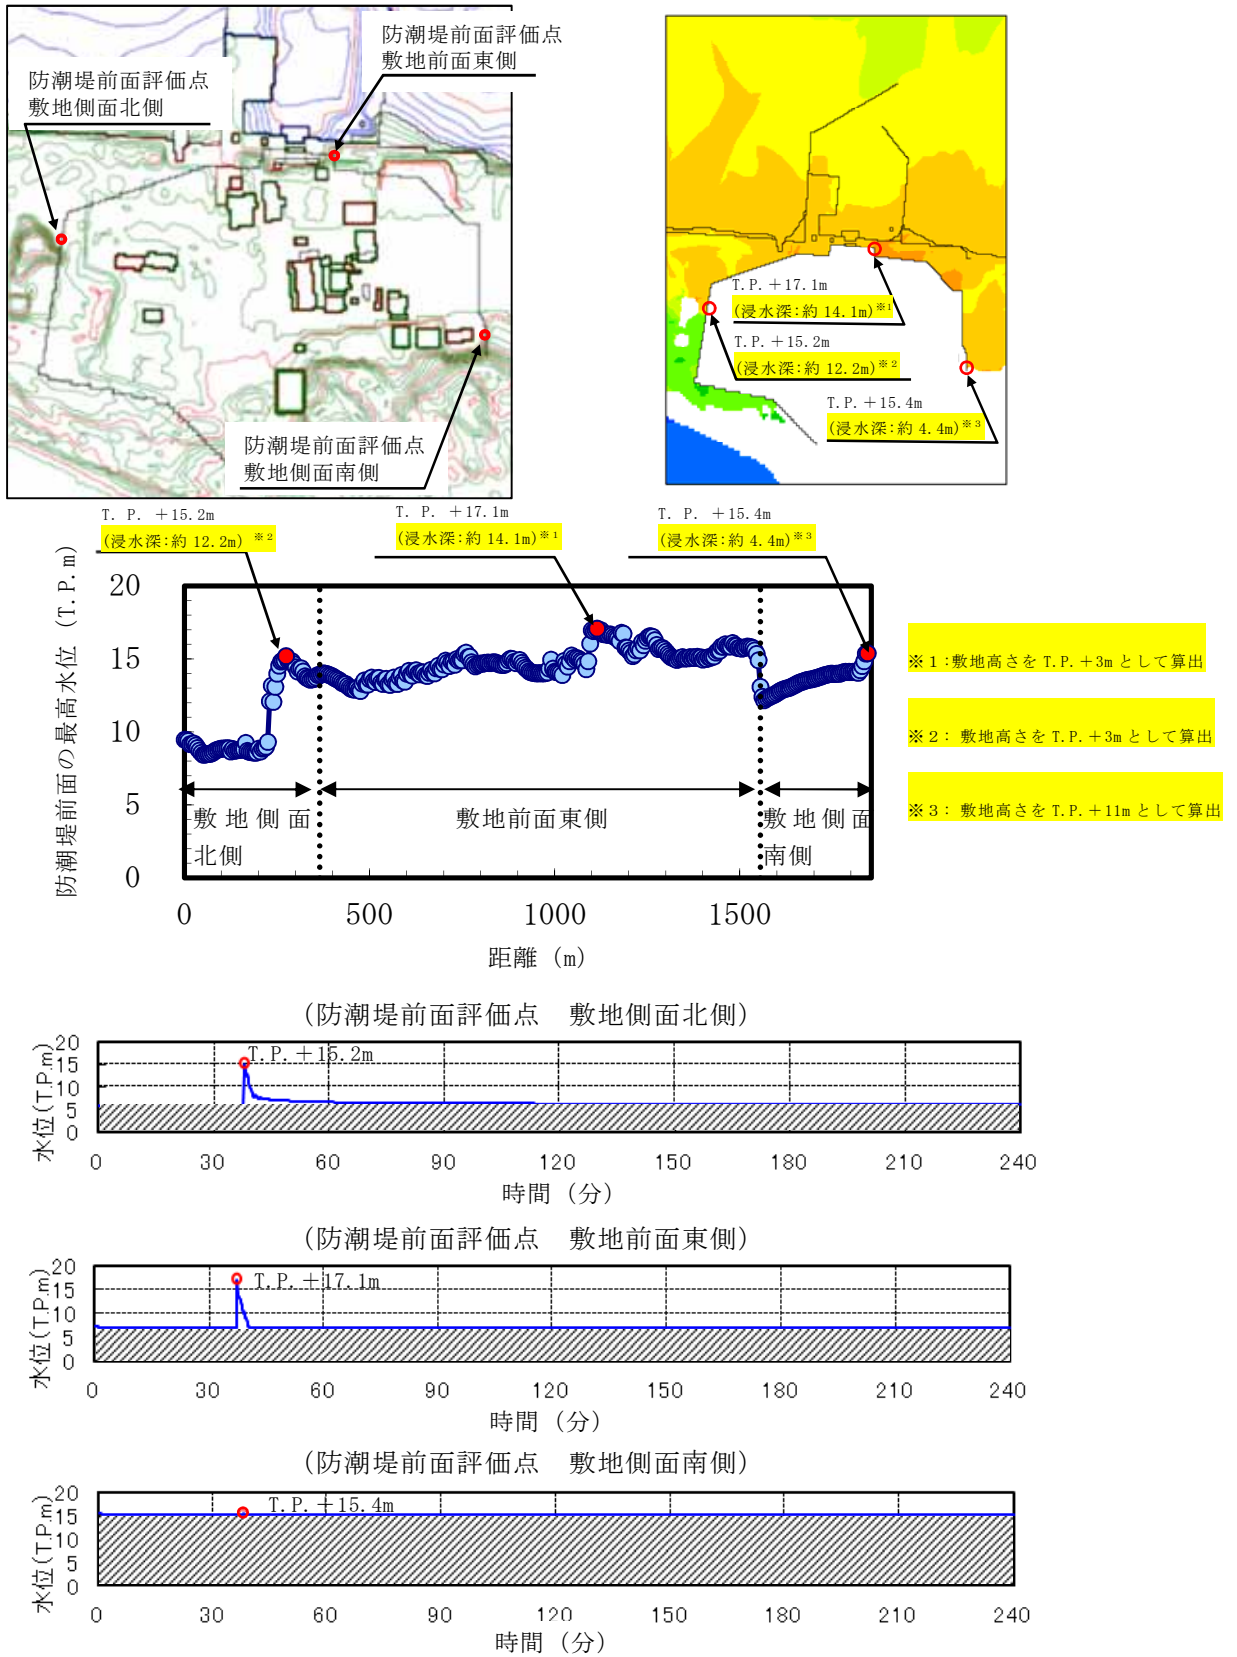 防潮堤前面評価点
敷地側面北側
防潮堤前面評価点
敷地前面東側
防潮堤前面評価点
敷地側面南側
T.P.+17.1m
(浸水深:約 14.1m)※1
T.P.+15.2m
(浸水深:約 12.2m)※2
T.P.+15.4m
(浸水深:約 4.4m)※3
T. P. +15.2m
(浸水深:約 12.2m) ※2
T. P. +17.1m
(浸水深:約 14.1m)※1
T. P. +15.4m
(浸水深:約 4.4m)※3
防潮堤前面の最高水位 (T.P.m)
20
15
10
5
0
敷地側面
北側
敷地前面東側
敷地側面
南側
0 500 1000 1500
距離 (m)
※1:敷地高さを T.P.+3m として算出
※2: 敷地高さを T.P.+3m として算出
※3: 敷地高さを T.P.+11m として算出
(防潮堤前面評価点 敷地側面北側)
水位(T.P.m)
20
15
10
5
0
T.P.+15.2m
0 30 60 90 120 150 180 210 240
時間 (分)
(防潮堤前面評価点 敷地前面東側)
水位(T.P.m)
20
15
10
5
0
T.P.+17.1m
0 30 60 90 120 150 180 210 240
時間 (分)
(防潮堤前面評価点 敷地側面南側)
水位(T.P.m)
20
15
10
5
0
T.P.+15.4m
0 30 60 90 120 150 180 210 240
時間 (分)